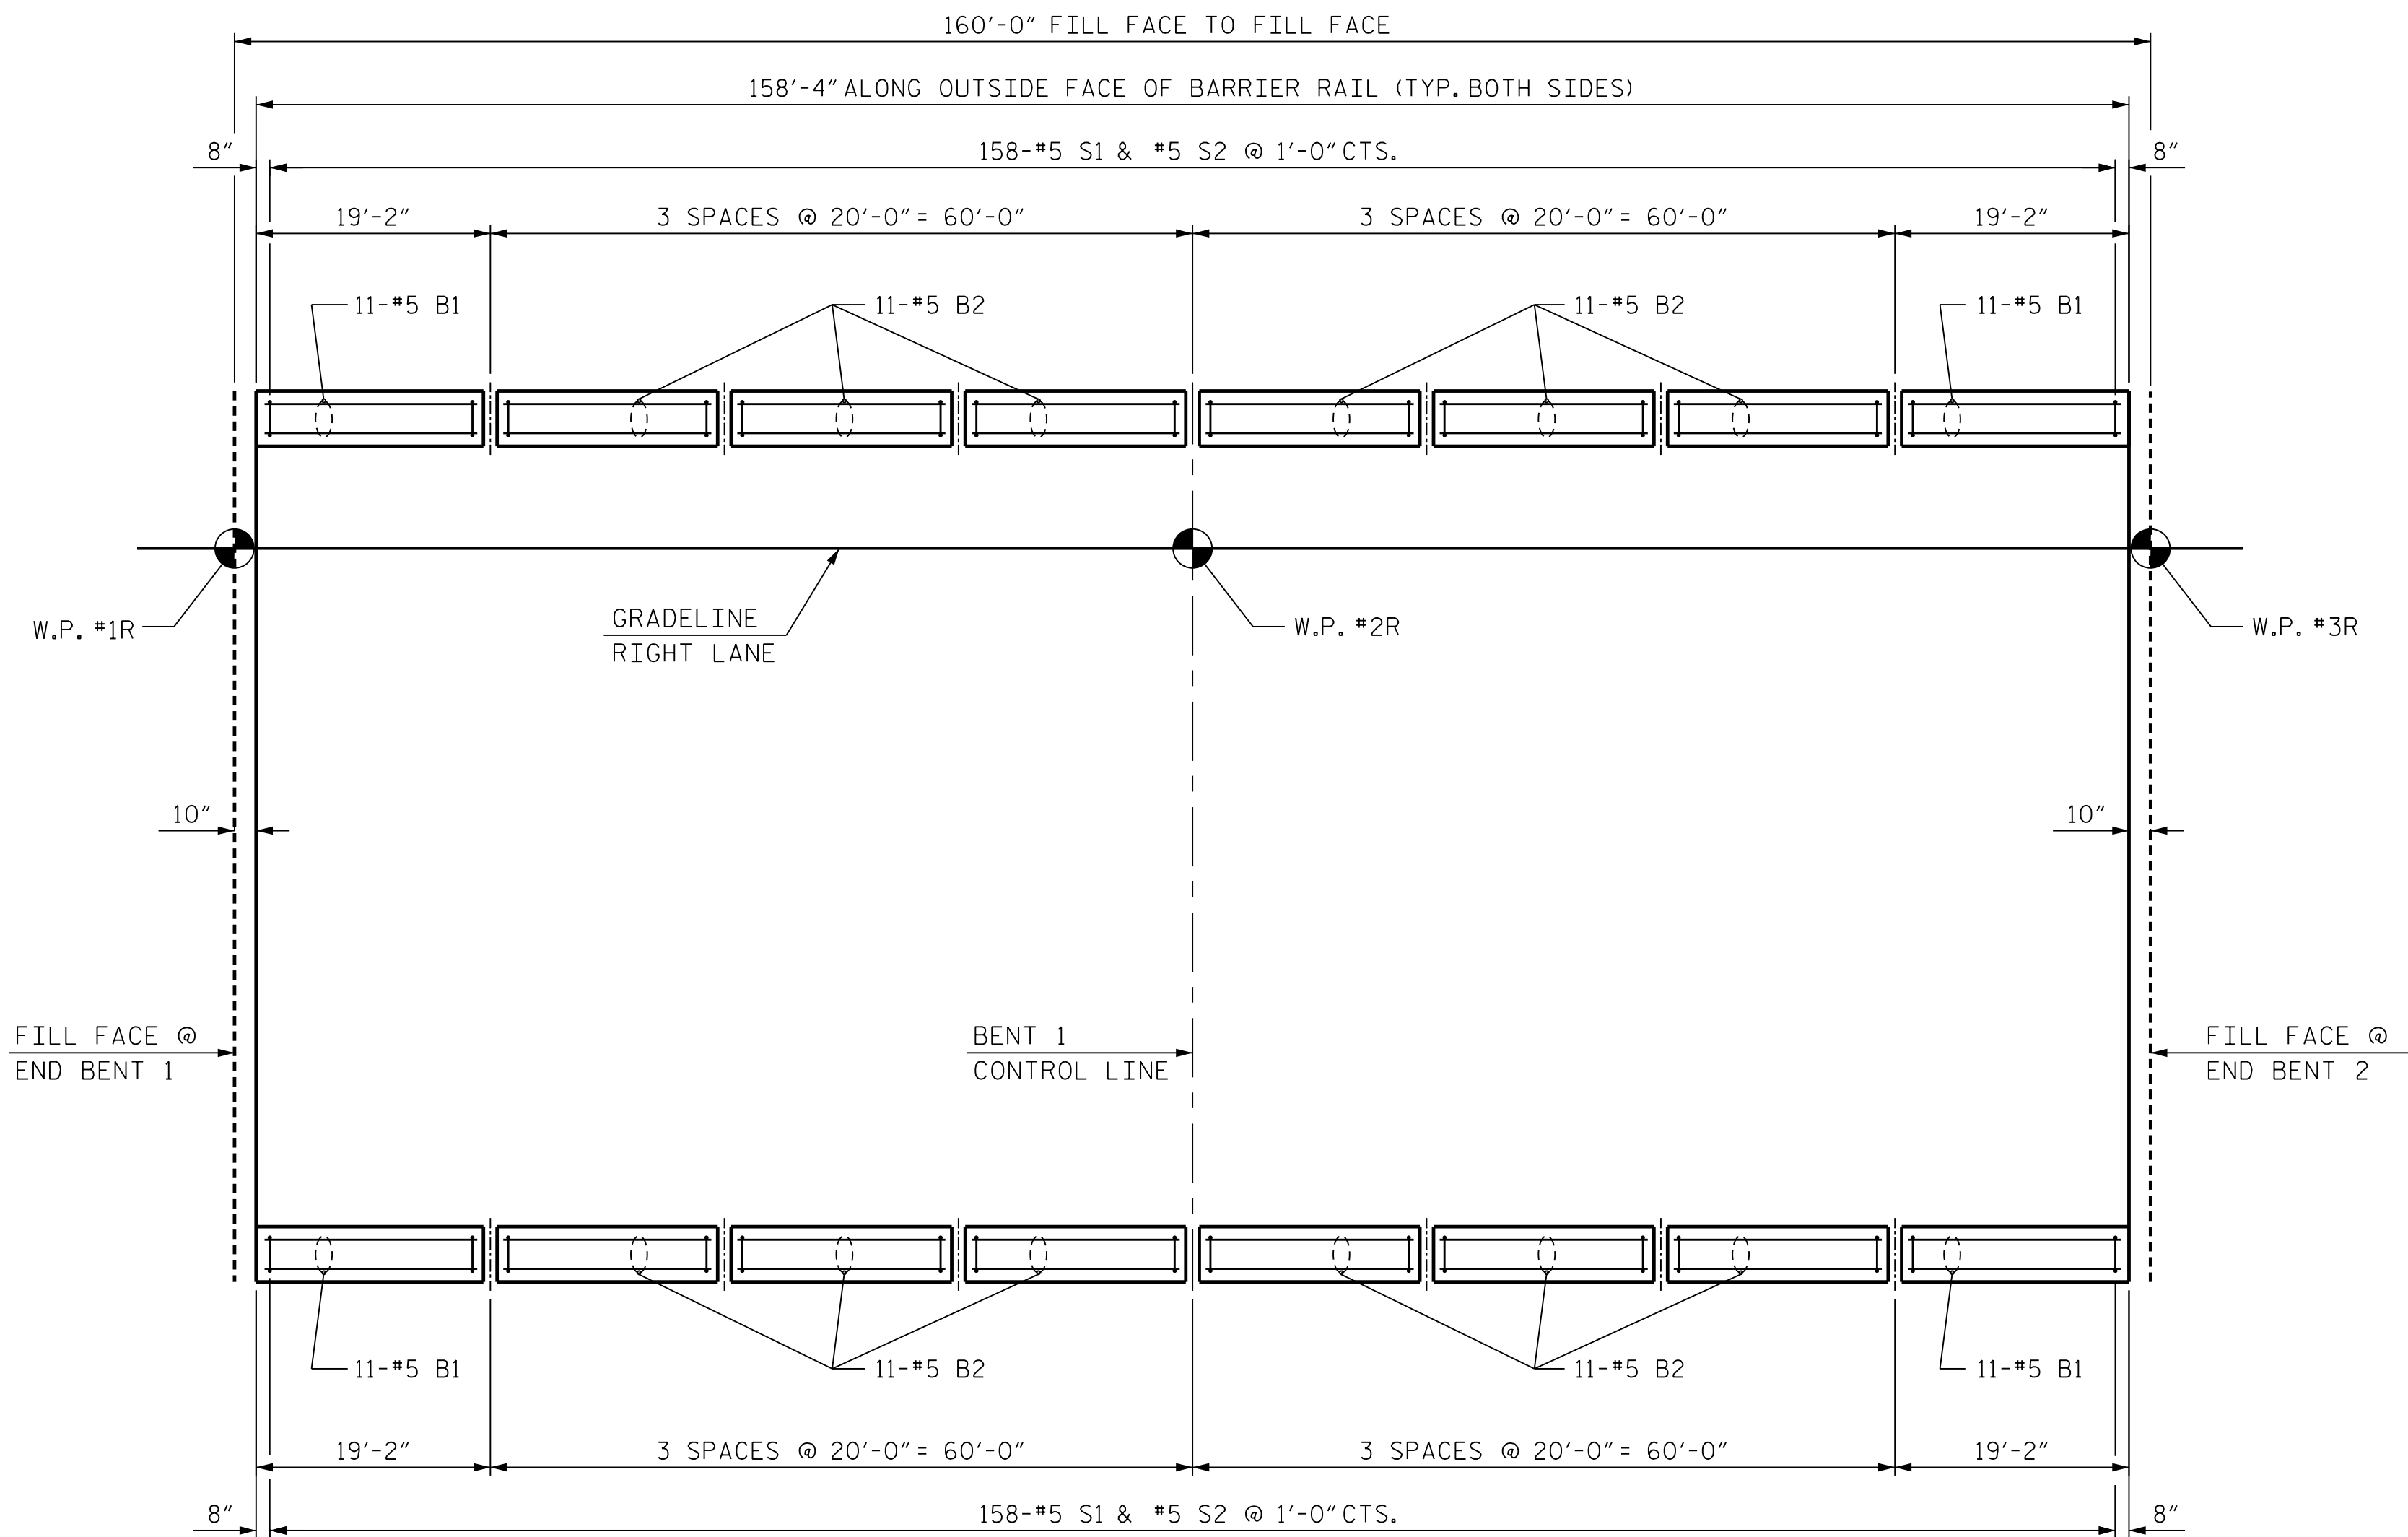 160'-0" FILL FACE TO FILL FACE
158'-4" ALONG OUTSIDE FACE OF BARRIER RAIL (TYP. BOTH SIDES)
8" 158-#5 S1 & #5 S2 @ 1'-0" CTS. 8"
19'-2" 3 SPACES @ 20'-0" = 60'-0" 3 SPACES @ 20'-0" = 60'-0" 19'-2"
11-#5 B1 11-#5 B2 11-#5 B2 11-#5 B1
GRADELINE
RIGHT LANE
W.P. #1R W.P. #2R W.P. #3R
10" 10"
FILL FACE @
END BENT 1
BENT 1
CONTROL LINE
FILL FACE @
END BENT 2
11-#5 B1 11-#5 B2 11-#5 B2 11-#5 B1
19'-2" 3 SPACES @ 20'-0" = 60'-0" 3 SPACES @ 20'-0" = 60'-0" 19'-2"
8" 158-#5 S1 & #5 S2 @ 1'-0" CTS. 8"